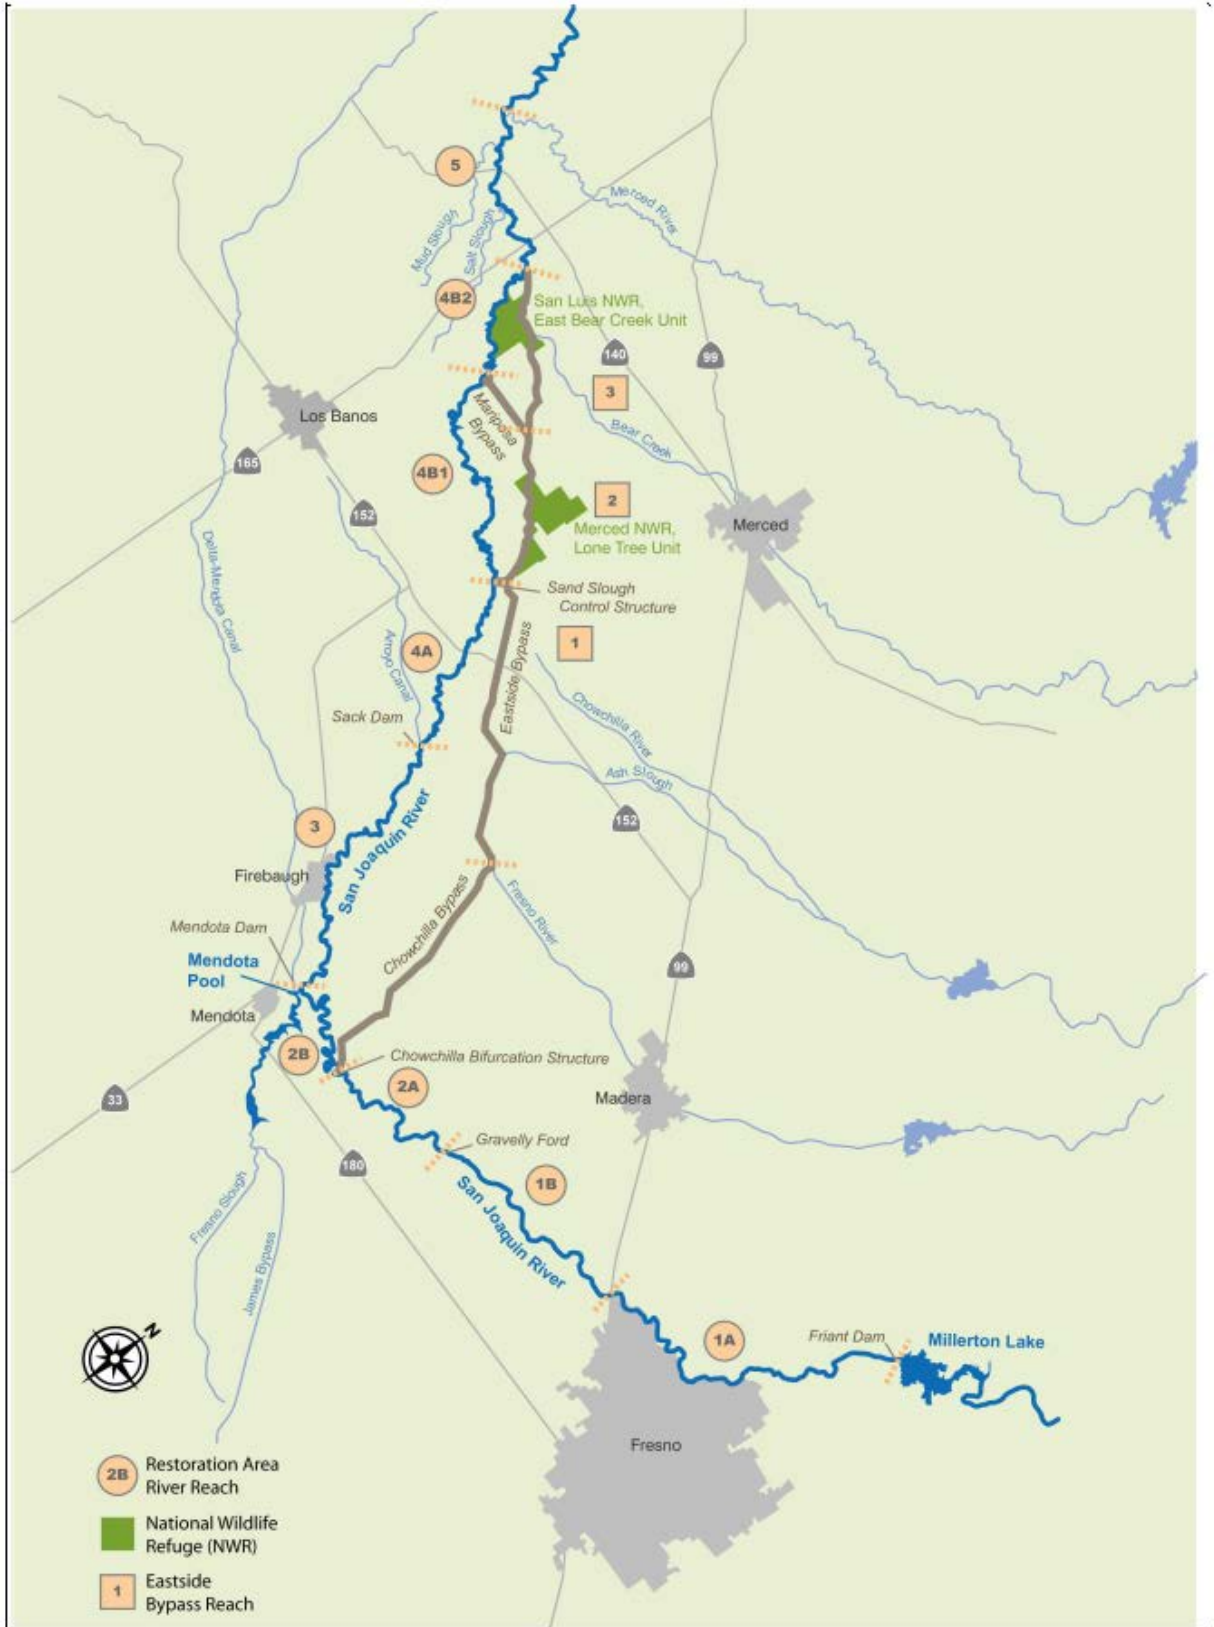 5
Merced River
Mud Slough
Salt Slough
4B2
San Luis NWR,
East Bear Creek Unit
140
99
3
Mariposa
Bypass
Los Banos
Bear Creek
165
4B1
152
2
Merced
Merced NWR,
Lone Tree Unit
Delta-Mendota Canal
Sand Slough
Control Structure
1
4A
Arroyo Canal
Eastside Bypass
Sack Dam
Chowchilla River
Ash Slough
152
3
San Joaquin River
Firebaugh
Chowchilla Bypass
Fresno River
Mendota Dam
Mendota
Pool
99
Mendota
2B
Chowchilla Bifurcation Structure
2A
33
Madera
Gravelly Ford
180
1B
Fresno Slough
San Joaquin River
James Bypass
N
1A
Friant Dam
Millerton Lake
Fresno
2B
Restoration Area
River Reach
National Wildlife
Refuge (NWR)
1
Eastside
Bypass Reach